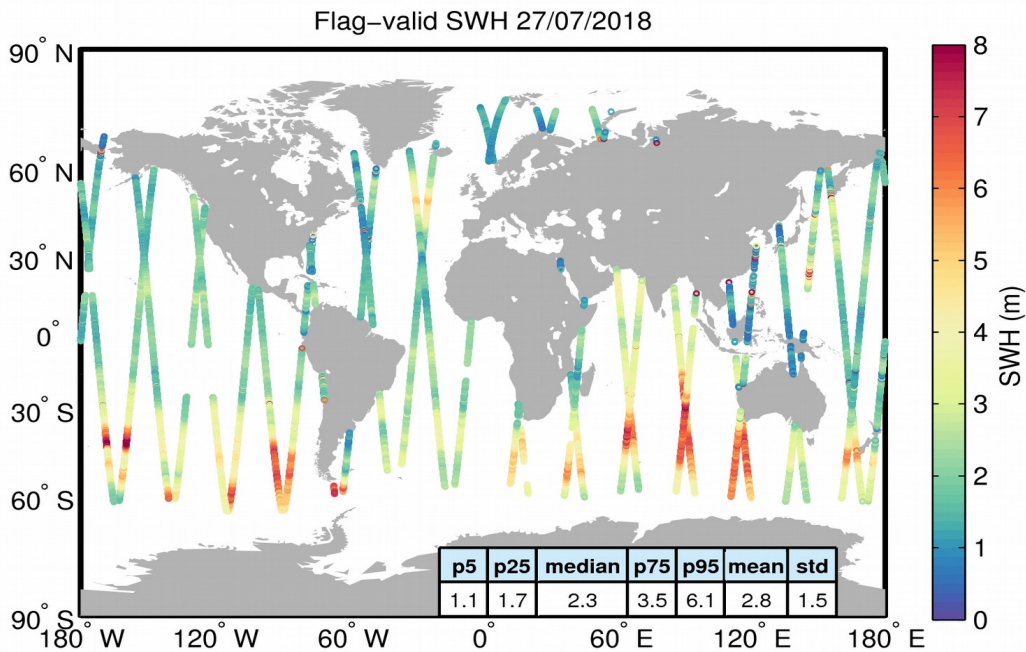 Flag−valid SWH 27/07/2018
90° N
60° N
30° N
0°
30° S
60° S
90° S
180° W
120° W
60° W
0°
60° E
120° E
180° E
p5 p25 median p75 p95 mean std
1.1 1.7 2.3 3.5 6.1 2.8 1.5
8
7
6
5
4
3
2
1
0
SWH (m)